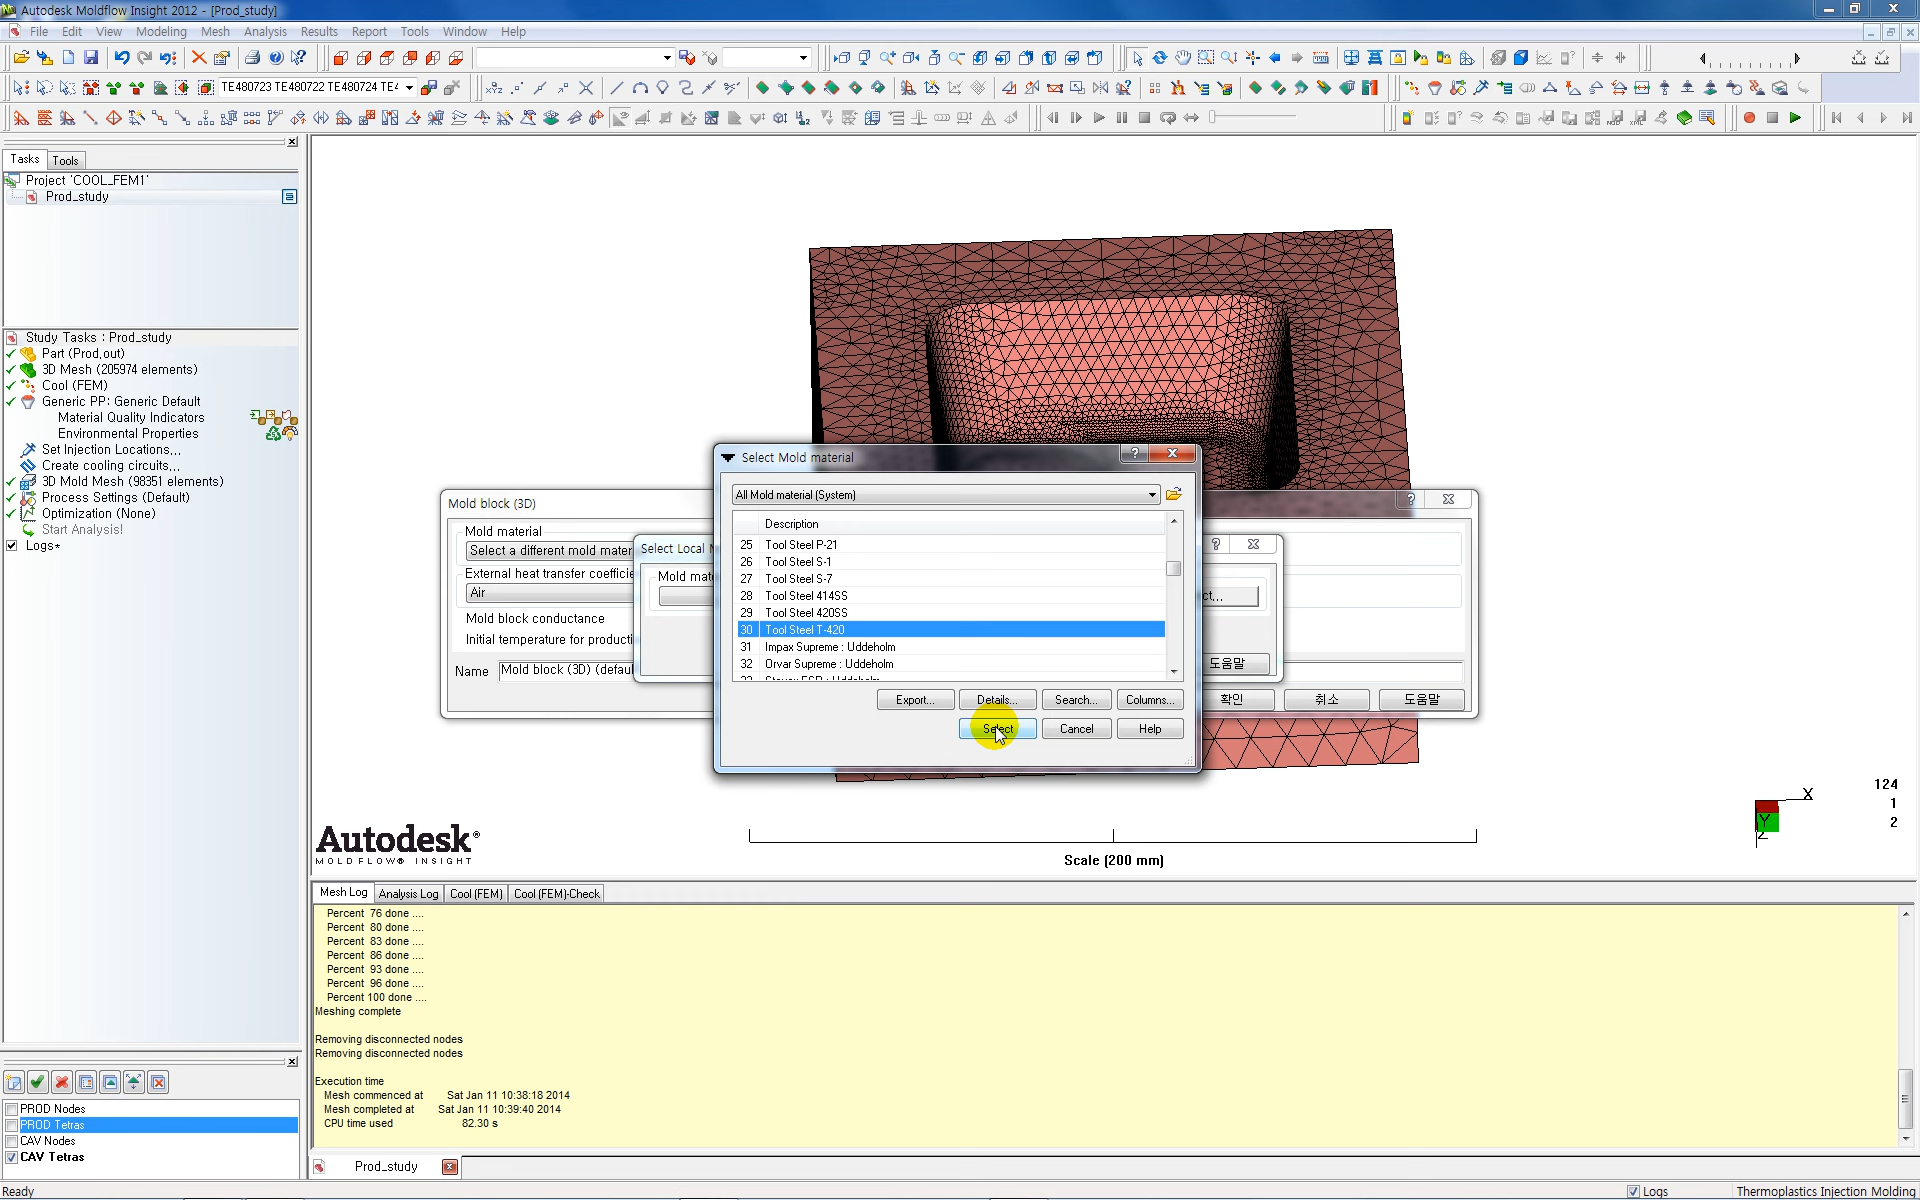 Autodesk Moldflow Insight 2012 - [Prod_study]
File Edit View Modeling Mesh Analysis Results Report Tools Window Help
TE480723 TE480722 TE480724 TE4
Tasks Tools
Project 'COOL_FEM1'
Prod_study
Study Tasks : Prod_study
Part (Prod.out)
3D Mesh (205974 elements)
Cool (FEM)
Generic PP: Generic Default
Material Quality Indicators
Environmental Properties
Set Injection Locations...
Create cooling circuits...
3D Mold Mesh (98351 elements)
Process Settings (Default)
Optimization (None)
Start Analysis!
Logs*
PROD Nodes
PROD Tetras
CAV Nodes
CAV Tetras
Mold block (3D)
Mold material
Select a different mold mater
External heat transfer coefficie
Air
Mold block conductance
Initial temperature for producti
Name Mold block (3D) (defau
확인 취소 도움말
Select Local M
Mold mate
ct...
도움말
Select Mold material
All Mold material (System)
Description
25 Tool Steel P-21
26 Tool Steel S-1
27 Tool Steel S-7
28 Tool Steel 414SS
29 Tool Steel 420SS
30 Tool Steel T-420
31 Impax Supreme : Uddeholm
32 Orvar Supreme : Uddeholm
Export... Details... Search... Columns...
Select Cancel Help
Autodesk®
MOLDFLOW® INSIGHT
Scale (200 mm)
X
Y
Z
124
1
2
Mesh Log Analysis Log Cool (FEM) Cool (FEM)-Check
Percent 76 done ....
Percent 80 done ....
Percent 83 done ....
Percent 86 done ....
Percent 93 done ....
Percent 96 done ....
Percent 100 done ....
Meshing complete
Removing disconnected nodes
Removing disconnected nodes
Execution time
Mesh commenced at Sat Jan 11 10:38:18 2014
Mesh completed at Sat Jan 11 10:39:40 2014
CPU time used 82.30 s
Prod_study
Ready
Logs Thermoplastics Injection Molding